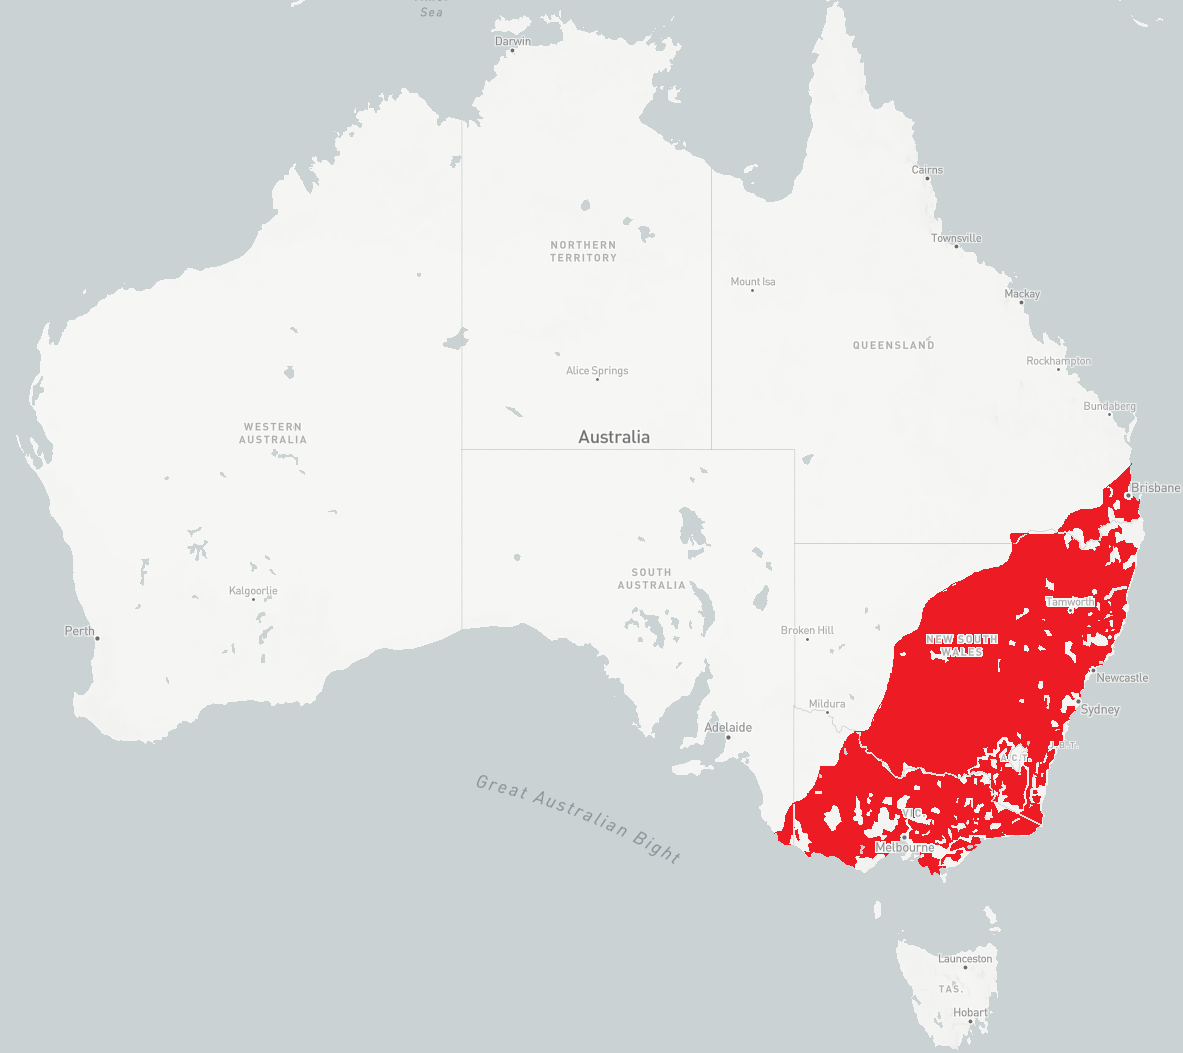 Sea
Darwin
Cairns
NORTHERN
TERRITORY
Townsville
Mount Isa
Mackay
QUEENSLAND
Rockhampton
Alice Springs
Bundaberg
WESTERN
AUSTRALIA
Australia
Brisbane
SOUTH
AUSTRALIA
Kalgoorlie
Tamworth
Perth
Broken Hill
NEW SOUTH
WALES
Newcastle
Mildura
Sydney
Adelaide
J.B.T.
A.C.T.
Great Australian Bight
VIC.
Melbourne
Launceston
TAS.
Hobart